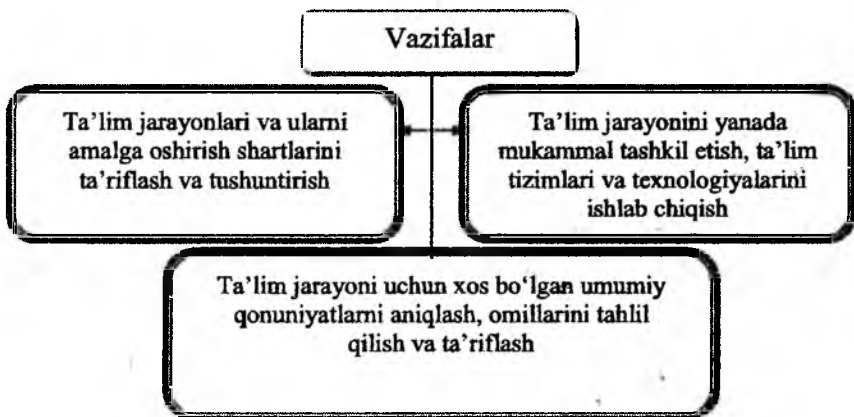 Vazifalar
Ta’lim jarayonlari va ularni
amalga oshirish shartlarini
ta’riflash va tushuntirish
Ta’lim jarayonini yanada
mukammal tashkil etish, ta’lim
tizimlari va texnologiyalarini
ishlab chiqish
Ta’lim jarayoni uchun xos bo‘lgan umumiy
qonuniyatlarni aniqlash, omillarini tahlil
qilish va ta’riflash